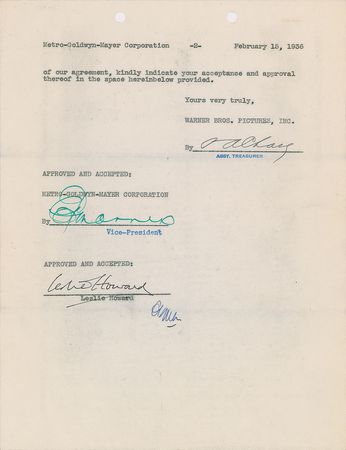 Metro-Goldwyn-Mayer Corporation -2- February 15, 1936
of our agreement, kindly indicate your acceptance and approval
thereof in the space hereinbelow provided.
Yours very truly,
WARNER BROS. PICTURES, INC.
By
ASST. TREASURER
APPROVED AND ACCEPTED:
METRO-GOLDWYN-MAYER CORPORATION
By
Vice-President
APPROVED AND ACCEPTED:
Leslie Howard
Leslie Howard